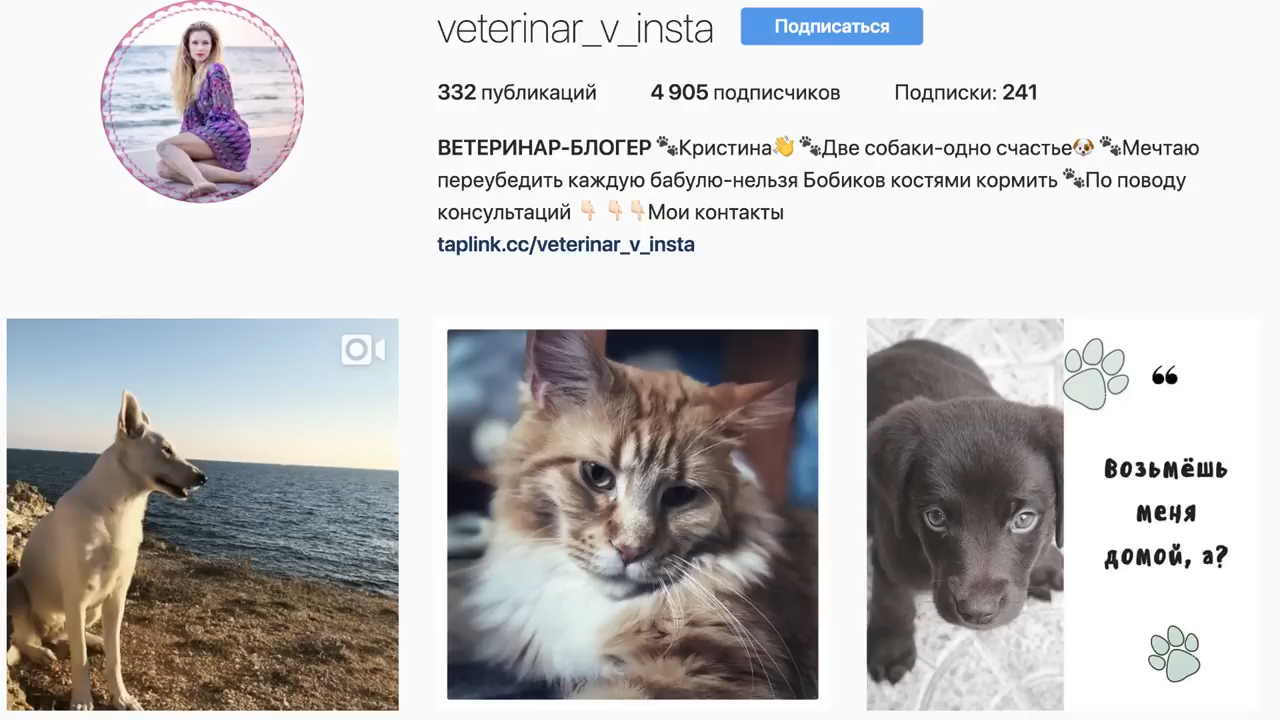 veterinar_v_insta
Подписаться
332 публикаций 4 905 подписчиков Подписки: 241
ВЕТЕРИНАР-БЛОГЕР 🐾Кристина👋 🐾Две собаки-одно счастье🐶 🐾Мечтаю
переубедить каждую бабулю-нельзя Бобиков костями кормить 🐾По поводу
консультаций 👇🏻 👇🏻👇🏻Мои контакты
taplink.cc/veterinar_v_insta
❝
Возьмёшь
меня
домой, а?